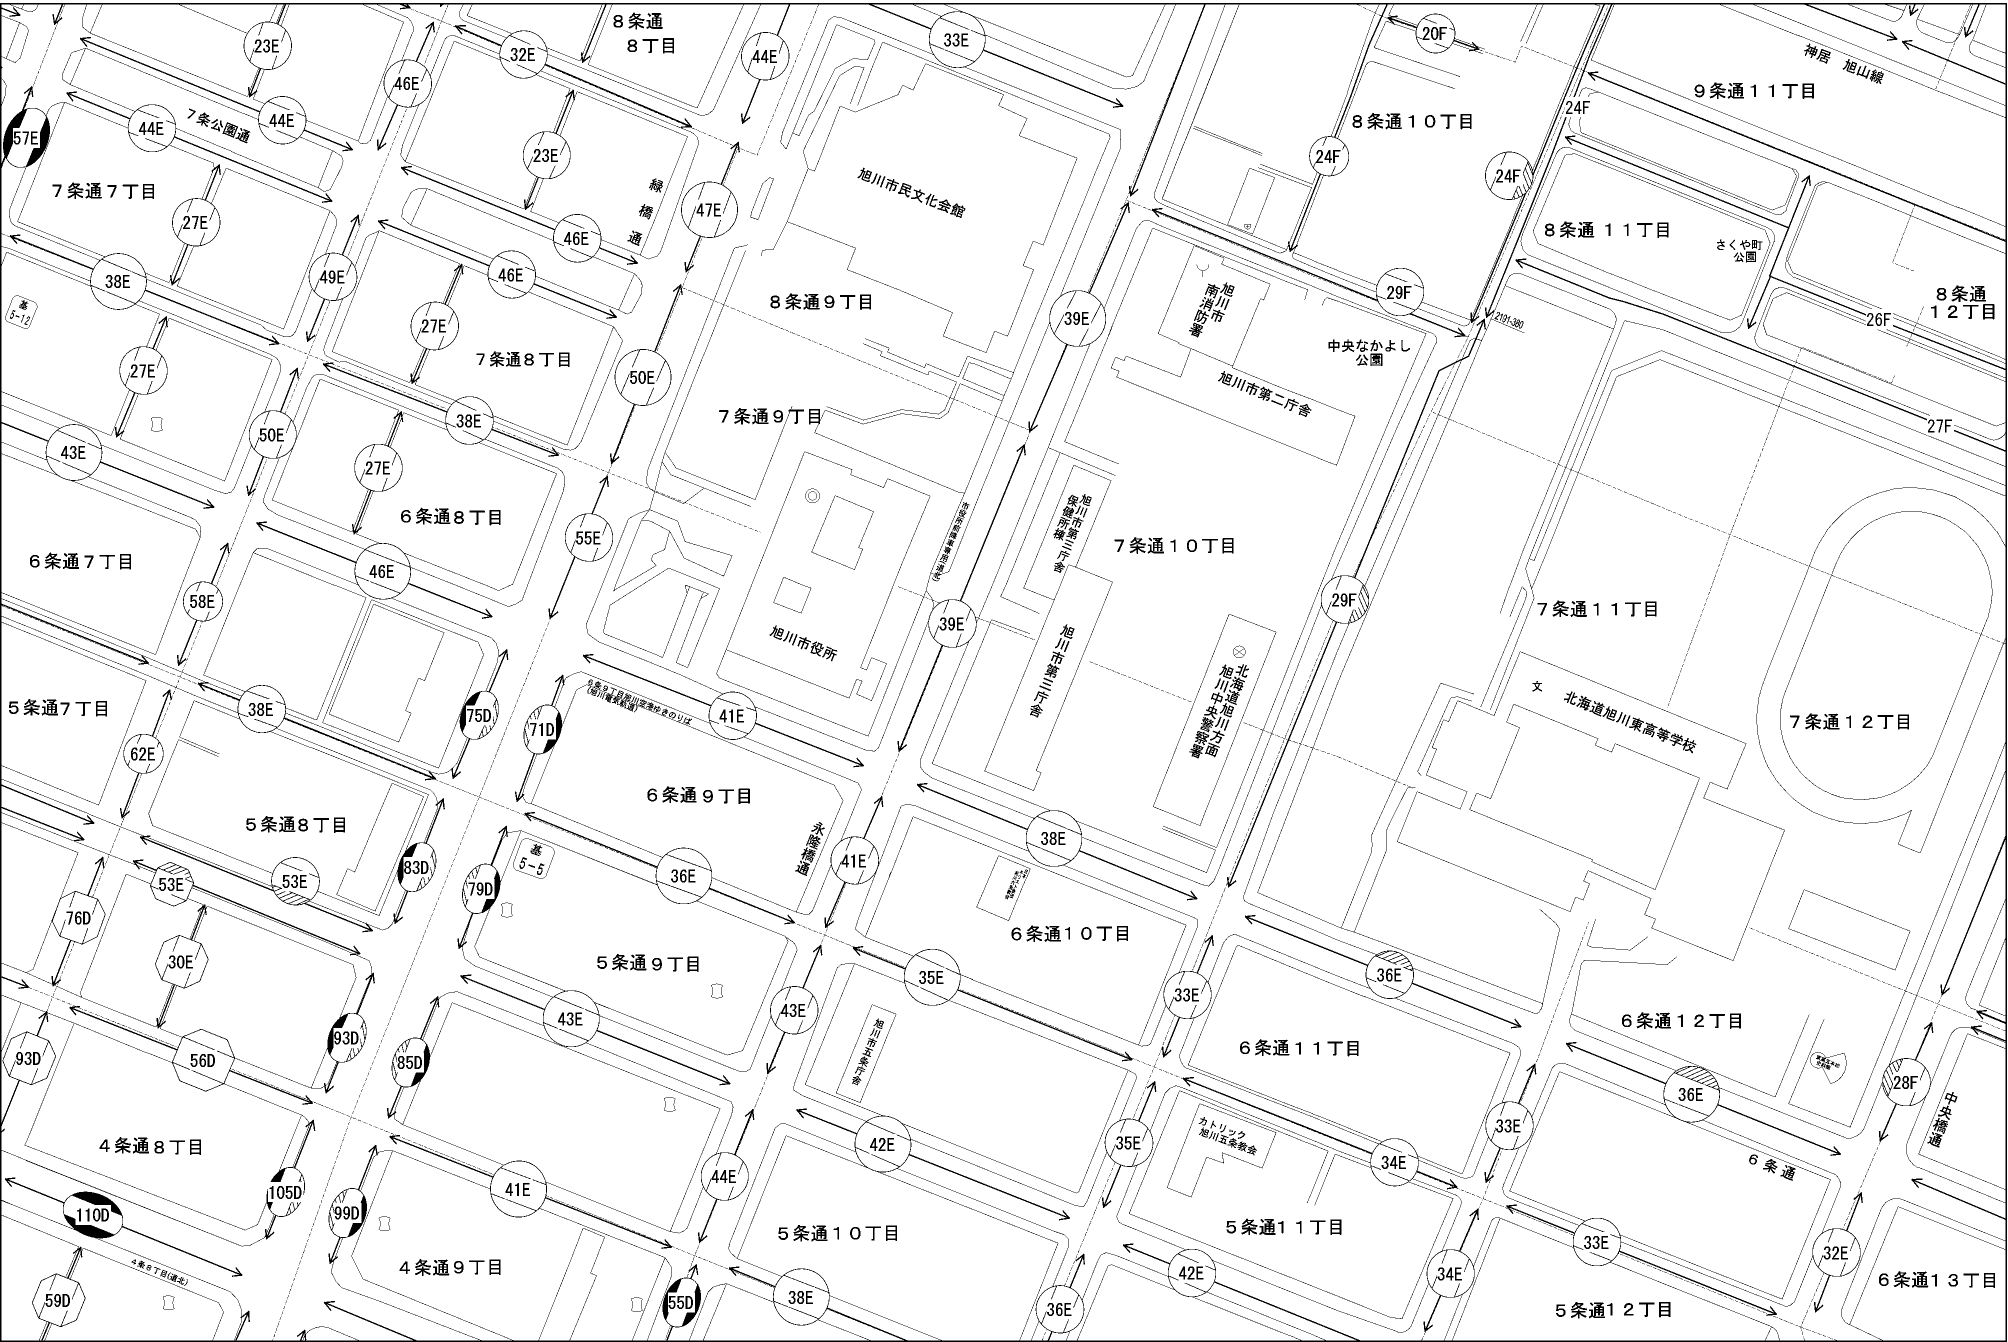 8条通
8丁目
23E
32E
44E
33E
20F
46E
神居 旭山線
9条通11丁目
24F
8条通10丁目
44E
44E
7条公園通
57E
23E
24F
24F
7条通7丁目
緑橋通
旭川市民文化会館
27E
47E
46E
8条通11丁目
さくや町
公園
38E
49E
46E
29F
基
5-12
8条通9丁目
39E
旭川市
南消防署
8条通
12丁目
26F
2191-380
27E
7条通8丁目
中央なかよし
公園
27E
50E
旭川市第二庁舎
38E
7条通9丁目
27F
50E
43E
27E
6条通8丁目
旭川市第三庁舎
保健所棟
55E
7条通10丁目
6条通7丁目
46E
58E
29F
7条通11丁目
39E
旭川市役所
旭川市第三庁舎
北海道旭川方面
旭川中央警察署
文
北海道旭川東高等学校
5条通7丁目
38E
75D
71D
41E
7条通12丁目
62E
6条通9丁目
永隆橋通
5条通8丁目
38E
基
5-5
41E
83D
79D
36E
53E
53E
76D
6条通10丁目
30E
5条通9丁目
35E
36E
33E
43E
43E
6条通12丁目
93D
旭川市五条庁舎
6条通11丁目
93D
56D
85D
28F
36E
中央橋通
33E
カトリック
旭川五条教会
4条通8丁目
42E
35E
34E
6条通
44E
41E
105D
110D
99D
5条通10丁目
5条通11丁目
33E
32E
4条8丁目(道北)
4条通9丁目
42E
34E
6条通13丁目
59D
55D
38E
36E
5条通12丁目